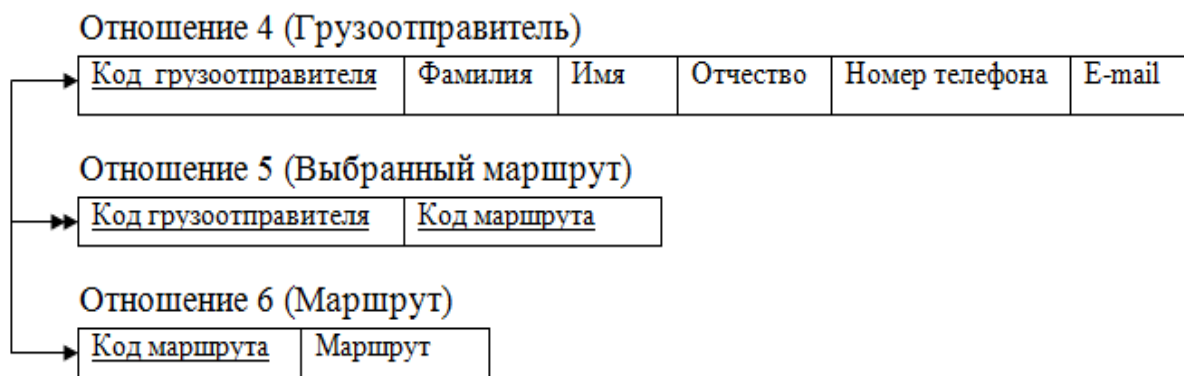 Отношение 4 (Грузоотправитель)
Код грузоотправителя Фамилия Имя Отчество Номер телефона E-mail
Отношение 5 (Выбранный маршрут)
Код грузоотправителя Код маршрута
Отношение 6 (Маршрут)
Код маршрута Маршрут